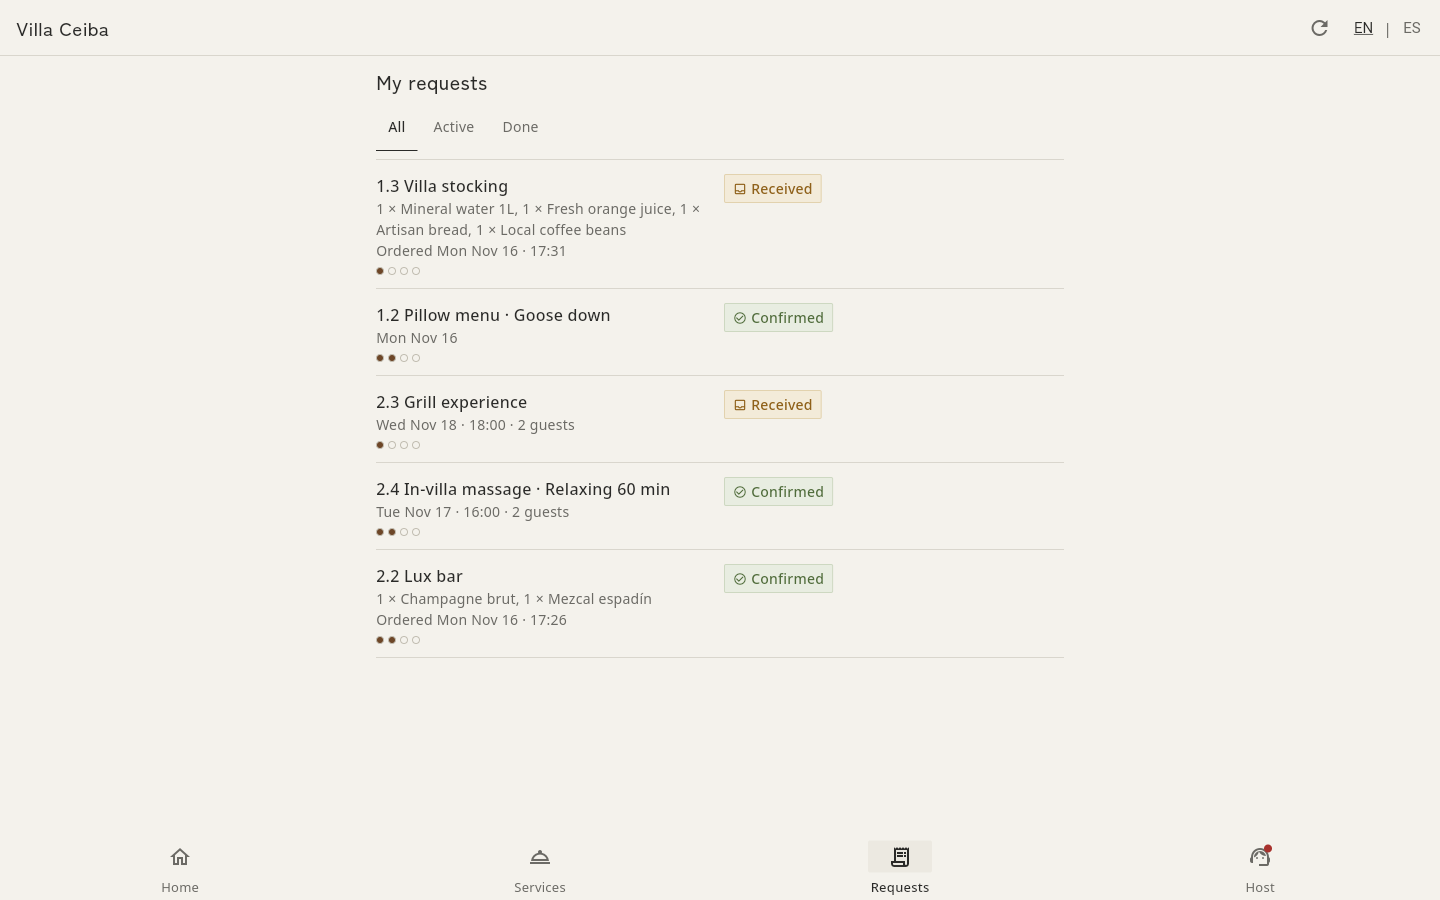 Villa Ceiba
EN | ES
My requests
All
Active
Done
1.3 Villa stocking
Received
1 × Mineral water 1L, 1 × Fresh orange juice, 1 ×
Artisan bread, 1 × Local coffee beans
Ordered Mon Nov 16 · 17:31
1.2 Pillow menu · Goose down
Confirmed
Mon Nov 16
2.3 Grill experience
Received
Wed Nov 18 · 18:00 · 2 guests
2.4 In-villa massage · Relaxing 60 min
Confirmed
Tue Nov 17 · 16:00 · 2 guests
2.2 Lux bar
Confirmed
1 × Champagne brut, 1 × Mezcal espadín
Ordered Mon Nov 16 · 17:26
Home
Services
Requests
Host